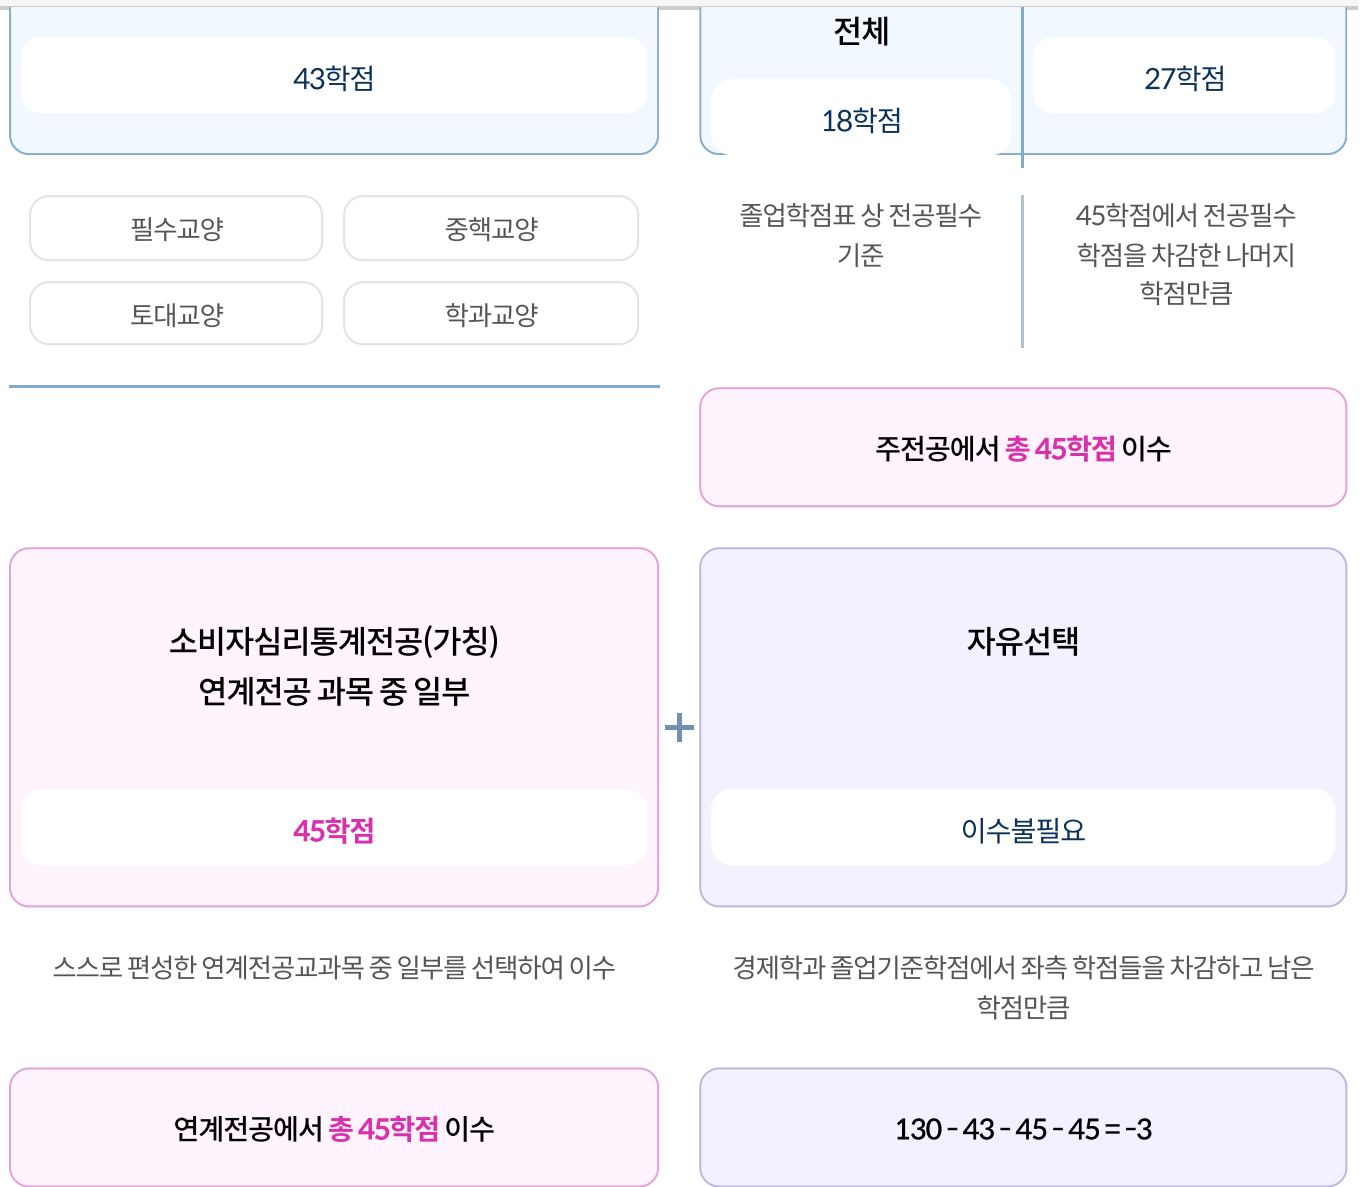 43학점
전체
18학점
27학점
필수교양
중핵교양
토대교양
학과교양
졸업학점표 상 전공필수
기준
45학점에서 전공필수
학점을 차감한 나머지
학점만큼
주전공에서 총 45학점 이수
소비자심리통계전공(가칭)
연계전공 과목 중 일부
45학점
+
자유선택
이수불필요
스스로 편성한 연계전공교과목 중 일부를 선택하여 이수
경제학과 졸업기준학점에서 좌측 학점들을 차감하고 남은
학점만큼
연계전공에서 총 45학점 이수
130 - 43 - 45 - 45 = -3